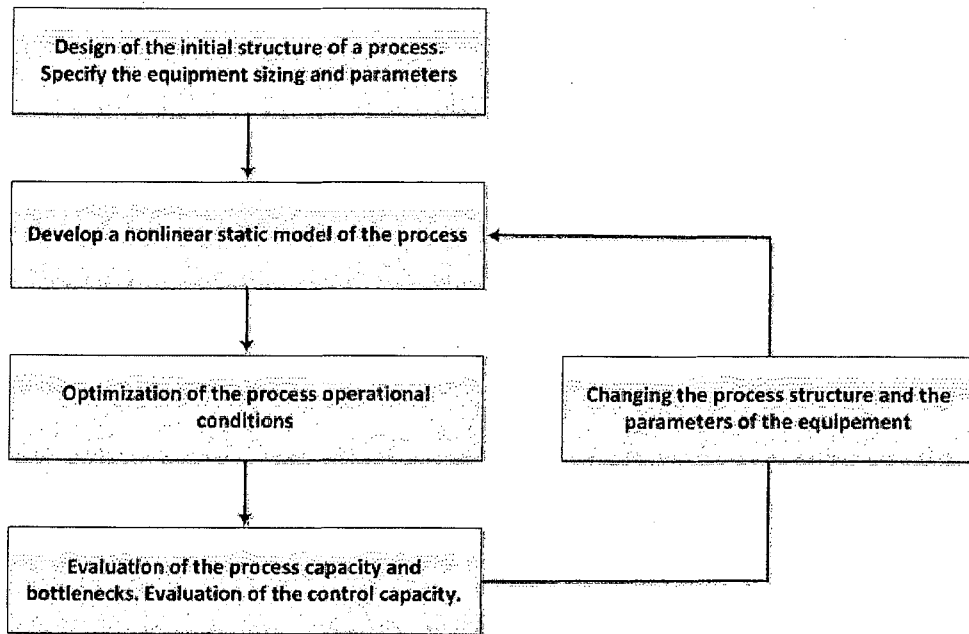 Design of the initial structure of a process.
Specify the equipment sizing and parameters
Develop a nonlinear static model of the process
Optimization of the process operational
conditions
Changing the process structure and the
parameters of the equipement
Evaluation of the process capacity and
bottlenecks. Evaluation of the control capacity.